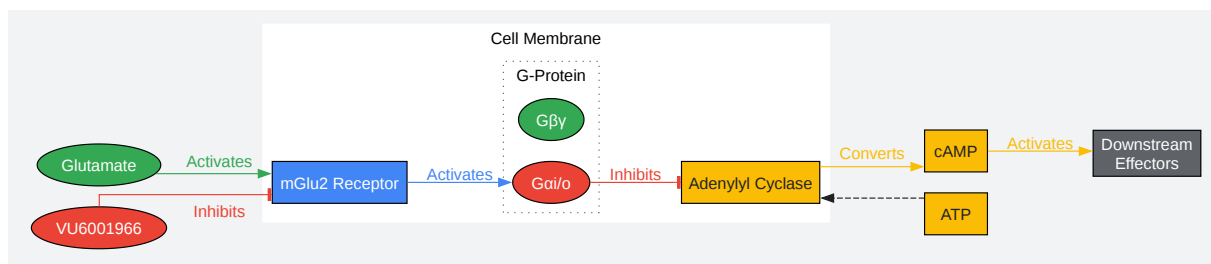 Cell Membrane
G-Protein
Gβγ
Glutamate
Activates
mGlu2 Receptor
Activates
Gαi/o
Inhibits
Adenylyl Cyclase
Converts
cAMP
Activates
Downstream
Effectors
Inhibits
VU6001966
ATP